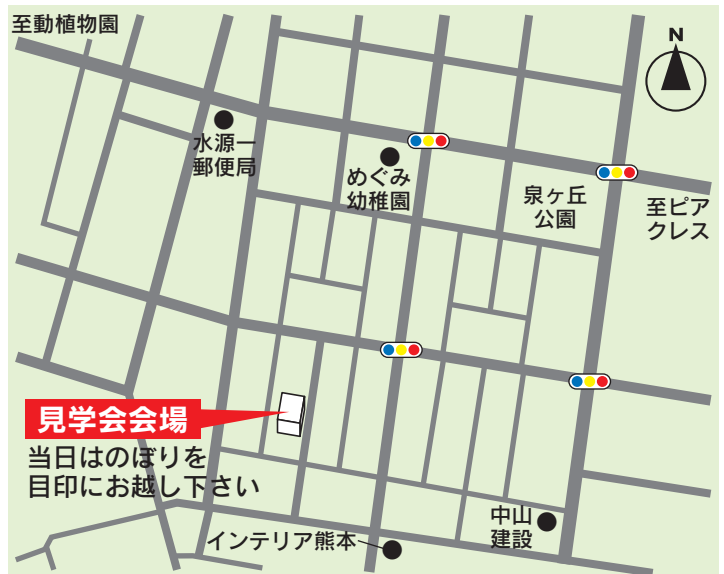 至動植物園
N
水源一
郵便局
めぐみ
幼稚園
泉ヶ丘
公園
至ピア
クレス
見学会会場
当日はのぼりを
目印にお越し下さい
中山
建設
インテリア熊本